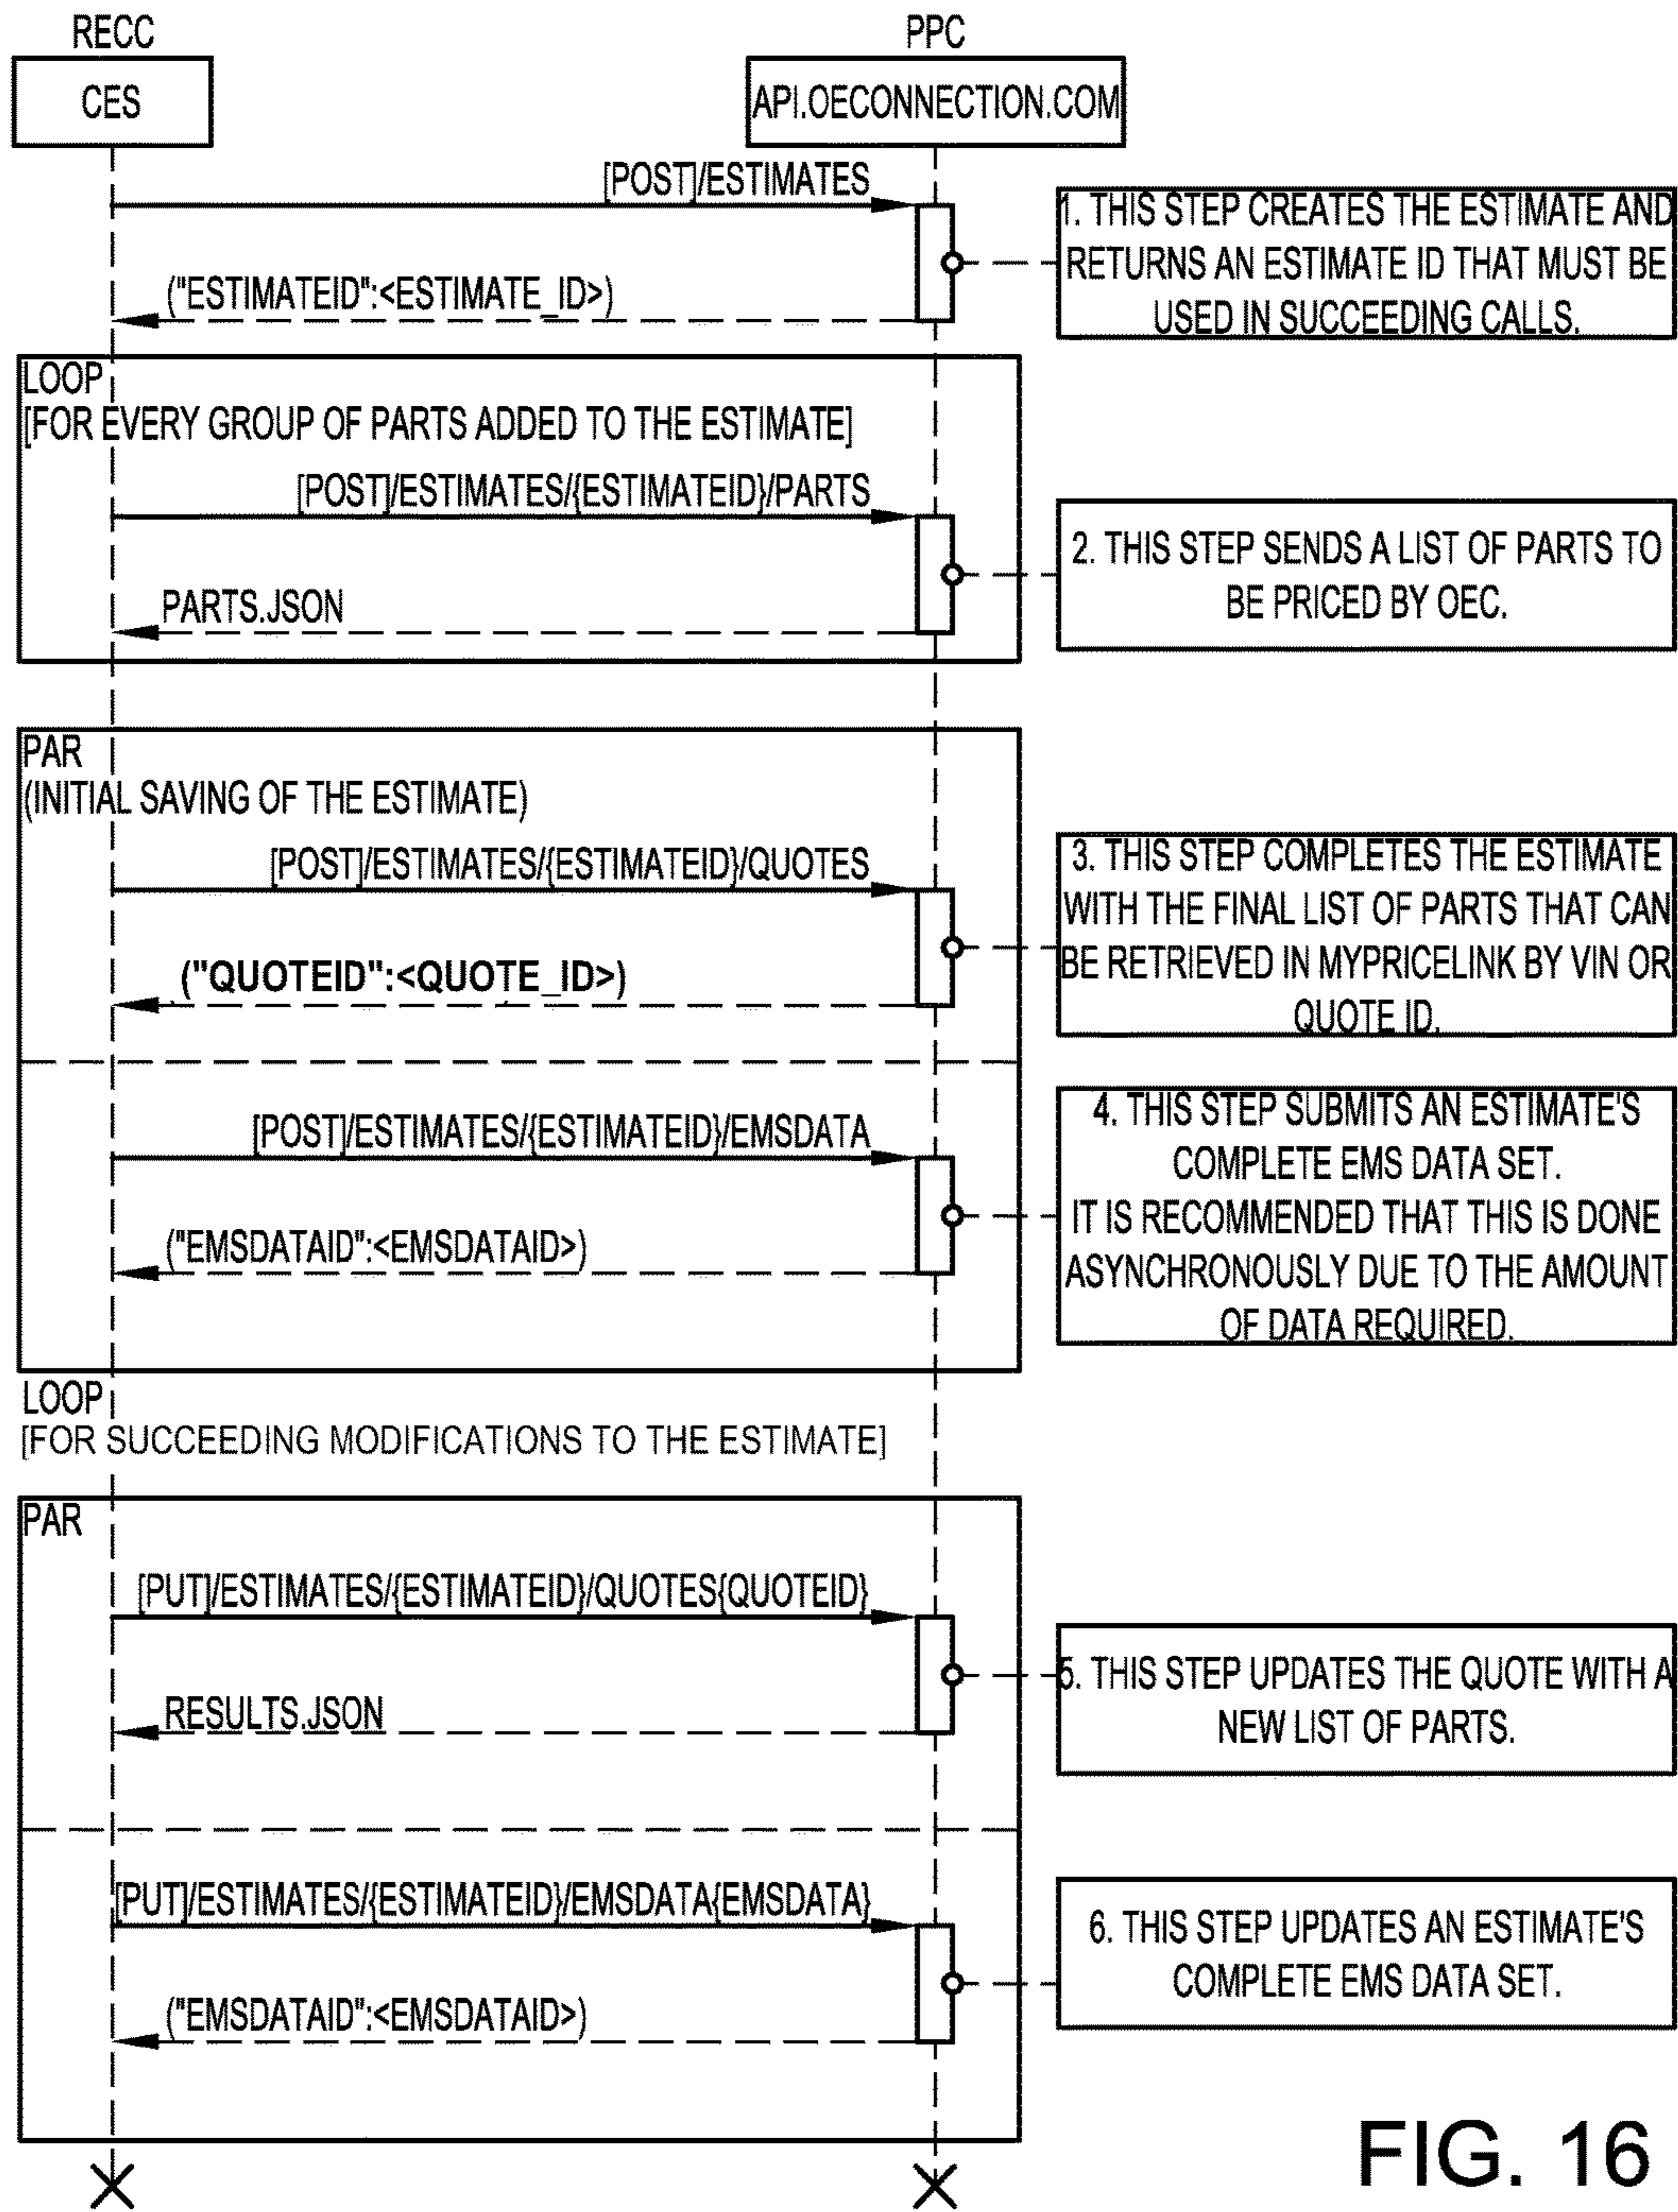 RECC
PPC
CES
API.OECONNECTION.COM
[POST]/ESTIMATES
1. THIS STEP CREATES THE ESTIMATE AND
RETURNS AN ESTIMATE ID THAT MUST BE
USED IN SUCCEEDING CALLS.
("ESTIMATEID":<ESTIMATE_ID>)
LOOP
[FOR EVERY GROUP OF PARTS ADDED TO THE ESTIMATE]
[POST]/ESTIMATES/{ESTIMATEID}/PARTS
2. THIS STEP SENDS A LIST OF PARTS TO
BE PRICED BY OEC.
PARTS.JSON
PAR
(INITIAL SAVING OF THE ESTIMATE)
[POST]/ESTIMATES/{ESTIMATEID}/QUOTES
3. THIS STEP COMPLETES THE ESTIMATE
WITH THE FINAL LIST OF PARTS THAT CAN
BE RETRIEVED IN MYPRICELINK BY VIN OR
QUOTE ID.
("QUOTEID":<QUOTE_ID>)
[POST]/ESTIMATES/{ESTIMATEID}/EMSDATA
4. THIS STEP SUBMITS AN ESTIMATE'S
COMPLETE EMS DATA SET.
IT IS RECOMMENDED THAT THIS IS DONE
ASYNCHRONOUSLY DUE TO THE AMOUNT
OF DATA REQUIRED.
("EMSDATAID":<EMSDATAID>)
LOOP
[FOR SUCCEEDING MODIFICATIONS TO THE ESTIMATE]
PAR
[PUT]/ESTIMATES/{ESTIMATEID}/QUOTES{QUOTEID}
5. THIS STEP UPDATES THE QUOTE WITH A
NEW LIST OF PARTS.
RESULTS.JSON
[PUT]/ESTIMATES/{ESTIMATEID}/EMSDATA{EMSDATA}
6. THIS STEP UPDATES AN ESTIMATE'S
COMPLETE EMS DATA SET.
("EMSDATAID":<EMSDATAID>)
FIG. 16